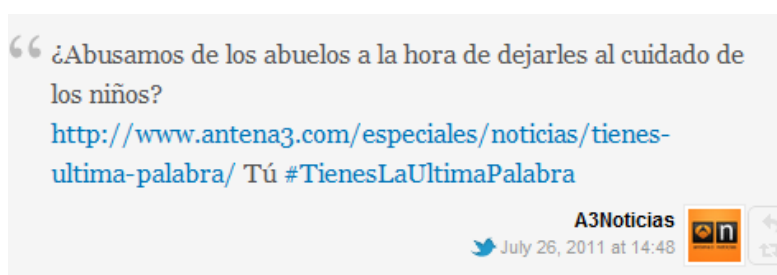 ¿Abusamos de los abuelos a la hora de dejarles al cuidado de
los niños?
http://www.antena3.com/especiales/noticias/tienes-
ultima-palabra/ Tú #TienesLaUltimaPalabra
A3Noticias
July 26, 2011 at 14:48